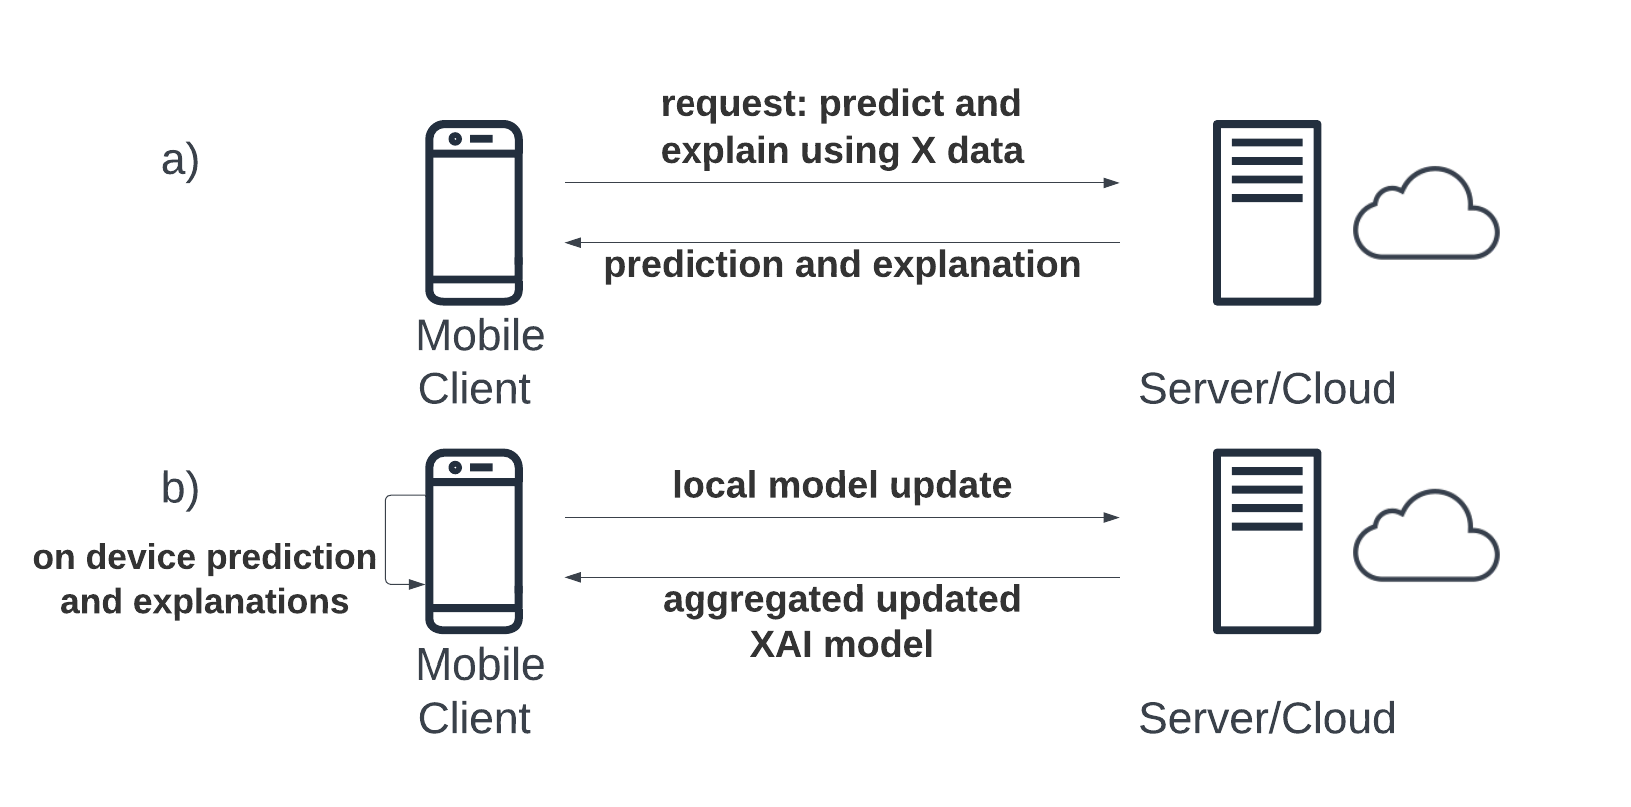 a)
request: predict and
explain using X data
prediction and explanation
Mobile
Client
Server/Cloud
b)
on device prediction
and explanations
local model update
aggregated updated
XAI model
Mobile
Client
Server/Cloud